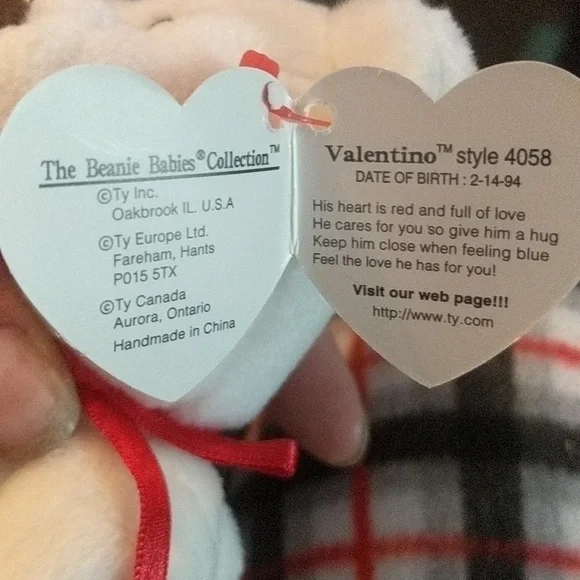 The Beanie Babies®Collection™
©Ty Inc.
Oakbrook IL. U.S.A
©Ty Europe Ltd.
Fareham, Hants
P015 5TX
©Ty Canada
Aurora, Ontario
Handmade in China
Valentino™ style 4058
DATE OF BIRTH : 2-14-94
His heart is red and full of love
He cares for you so give him a hug
Keep him close when feeling blue
Feel the love he has for you!
Visit our web page!!!
http://www.ty.com